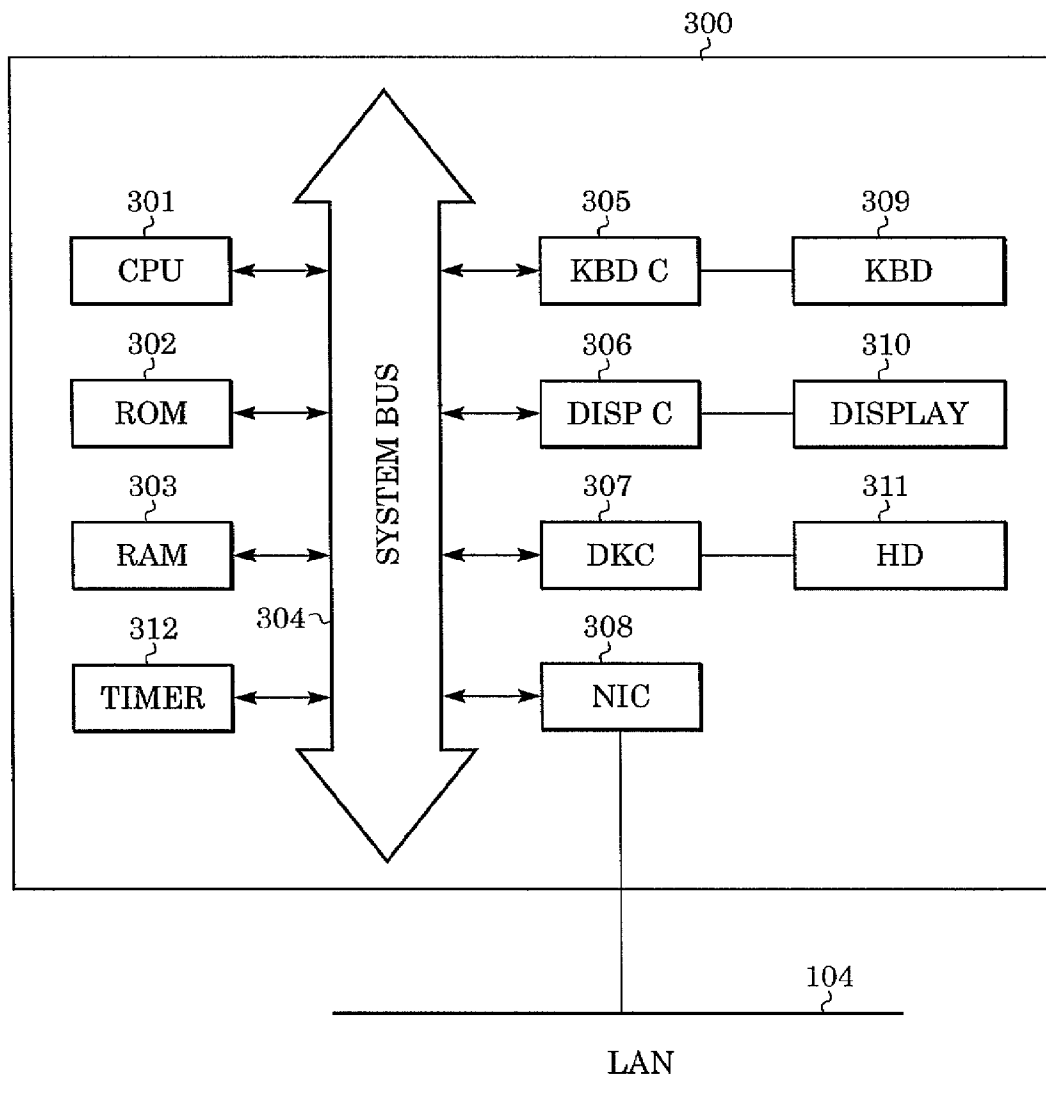 300
301
CPU
305
KBD C
309
KBD
302
ROM
306
DISP C
310
DISPLAY
303
RAM
307
DKC
311
HD
304
SYSTEM BUS
312
TIMER
308
NIC
104
LAN